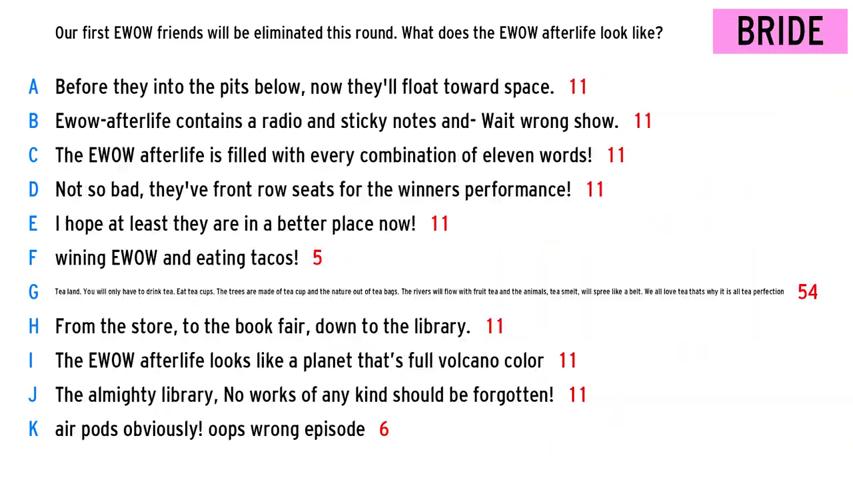 Our first EWOW friends will be eliminated this round. What does the EWOW afterlife look like?
BRIDE
A Before they into the pits below, now they'll float toward space. 11
B Ewow-afterlife contains a radio and sticky notes and- Wait wrong show. 11
C The EWOW afterlife is filled with every combination of eleven words! 11
D Not so bad, they've front row seats for the winners performance! 11
E I hope at least they are in a better place now! 11
F wining EWOW and eating tacos! 5
G Tea land. You will only have to drink tea. Eat tea cups. The trees are made of tea cup and the nature out of tea bags. The rivers will flow with fruit tea and the animals, tea smelt, will spree like a belt. We all love tea thats why it is all tea perfection 54
H From the store, to the book fair, down to the library. 11
I The EWOW afterlife looks like a planet that's full volcano color 11
J The almighty library, No works of any kind should be forgotten! 11
K air pods obviously! oops wrong episode 6